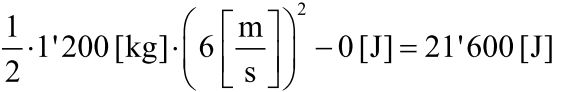 1/2·1'200[kg]·(6[m/s])² − 0[J] = 21'600[J]